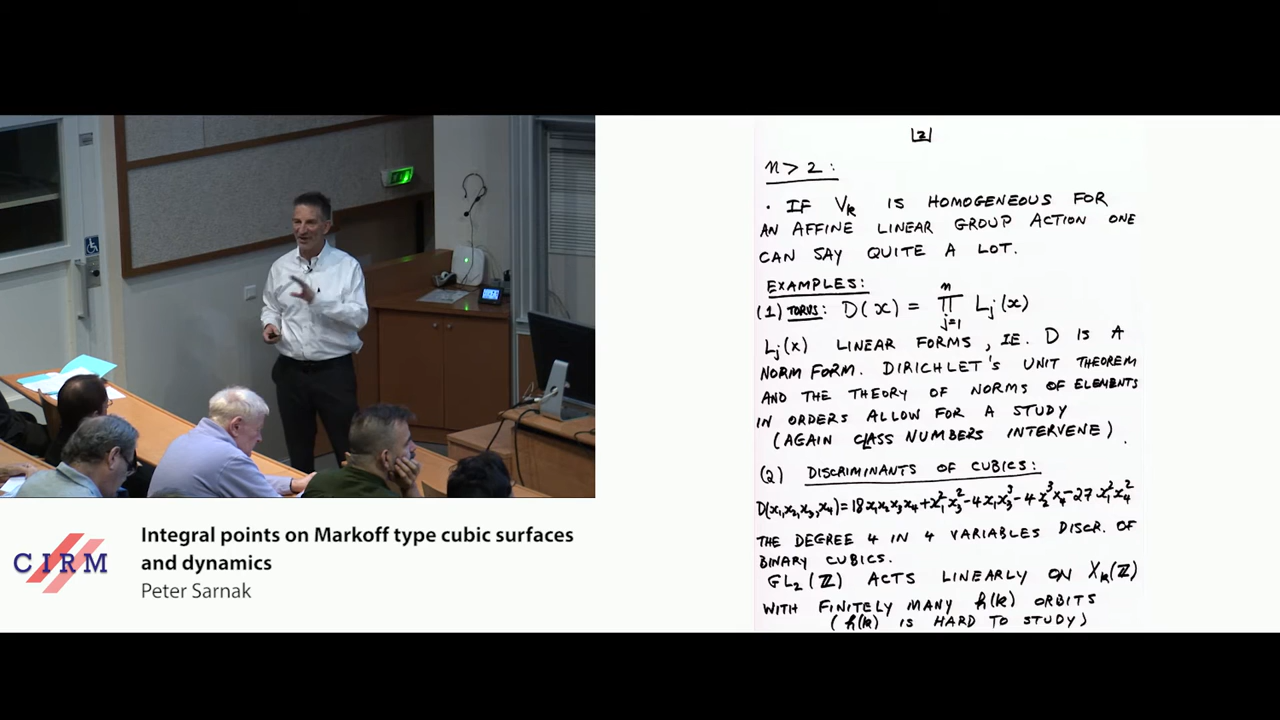 CIRM
Integral points on Markoff type cubic surfaces
and dynamics
Peter Sarnak
2
n > 2 :
· IF V_k IS HOMOGENEOUS FOR
AN AFFINE LINEAR GROUP ACTION ONE
CAN SAY QUITE A LOT.
EXAMPLES:
(1) TORUS: D(x) = ∏_{j=1}^{n} L_j(x)
L_j(x) LINEAR FORMS, IE. D IS A
NORM FORM. DIRICHLET'S UNIT THEOREM
AND THE THEORY OF NORMS OF ELEMENTS
IN ORDERS ALLOW FOR A STUDY
(AGAIN CLASS NUMBERS INTERVENE).
(2) DISCRIMINANTS OF CUBICS:
D(x₁,x₂,x₃,x₄) = 18x₁x₂x₃x₄ + x₂²x₃² - 4x₁x₃³ - 4x₂³x₄ - 27x₁²x₄²
THE DEGREE 4 IN 4 VARIABLES DISCR. OF
BINARY CUBICS.
GL₂(ℤ) ACTS LINEARLY ON X_k(ℤ)
WITH FINITELY MANY h(k) ORBITS
(h(k) IS HARD TO STUDY)